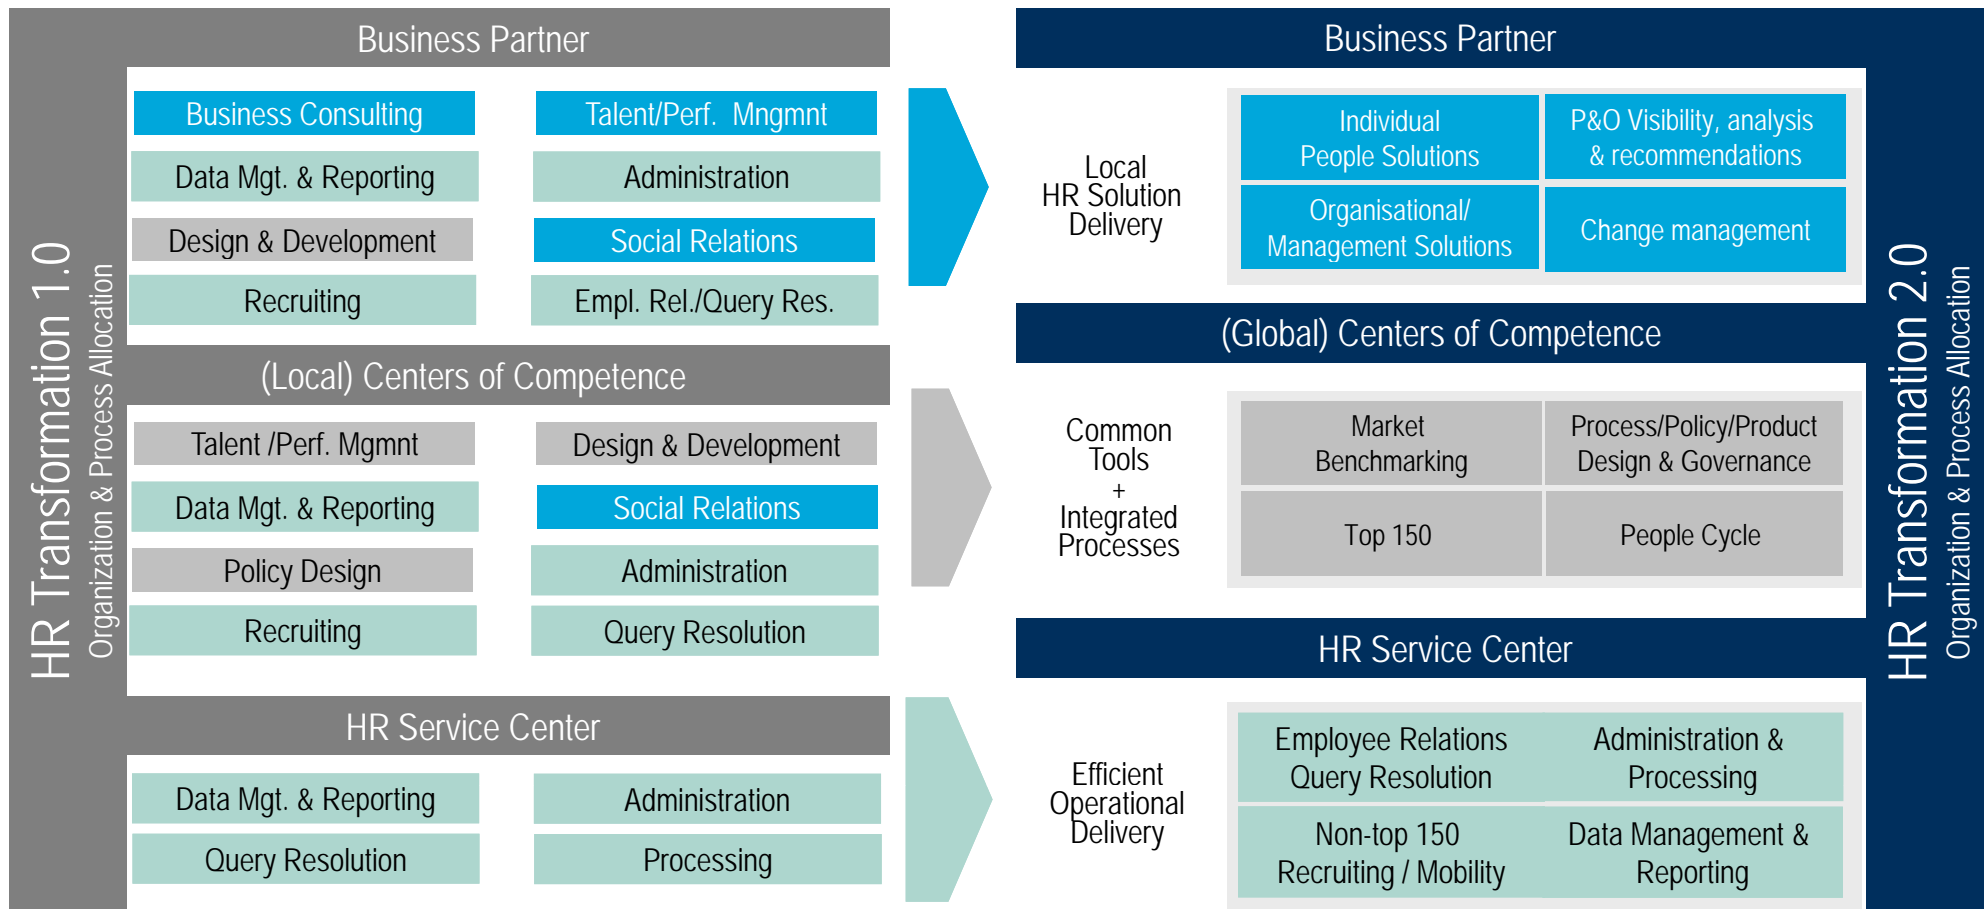 HR Transformation 1.0
Organization & Process Allocation
Business Partner
Business Consulting
Talent/Perf. Mngmnt
Data Mgt. & Reporting
Administration
Design & Development
Social Relations
Recruiting
Empl. Rel./Query Res.
(Local) Centers of Competence
Talent /Perf. Mgmnt
Design & Development
Data Mgt. & Reporting
Social Relations
Policy Design
Administration
Recruiting
Query Resolution
HR Service Center
Data Mgt. & Reporting
Administration
Query Resolution
Processing
Business Partner
Local
HR Solution
Delivery
Individual
People Solutions
P&O Visibility, analysis
& recommendations
Organisational/
Management Solutions
Change management
(Global) Centers of Competence
Common
Tools
+
Integrated
Processes
Market
Benchmarking
Process/Policy/Product
Design & Governance
Top 150
People Cycle
HR Service Center
Efficient
Operational
Delivery
Employee Relations
Query Resolution
Administration &
Processing
Non-top 150
Recruiting / Mobility
Data Management &
Reporting
HR Transformation 2.0
Organization & Process Allocation